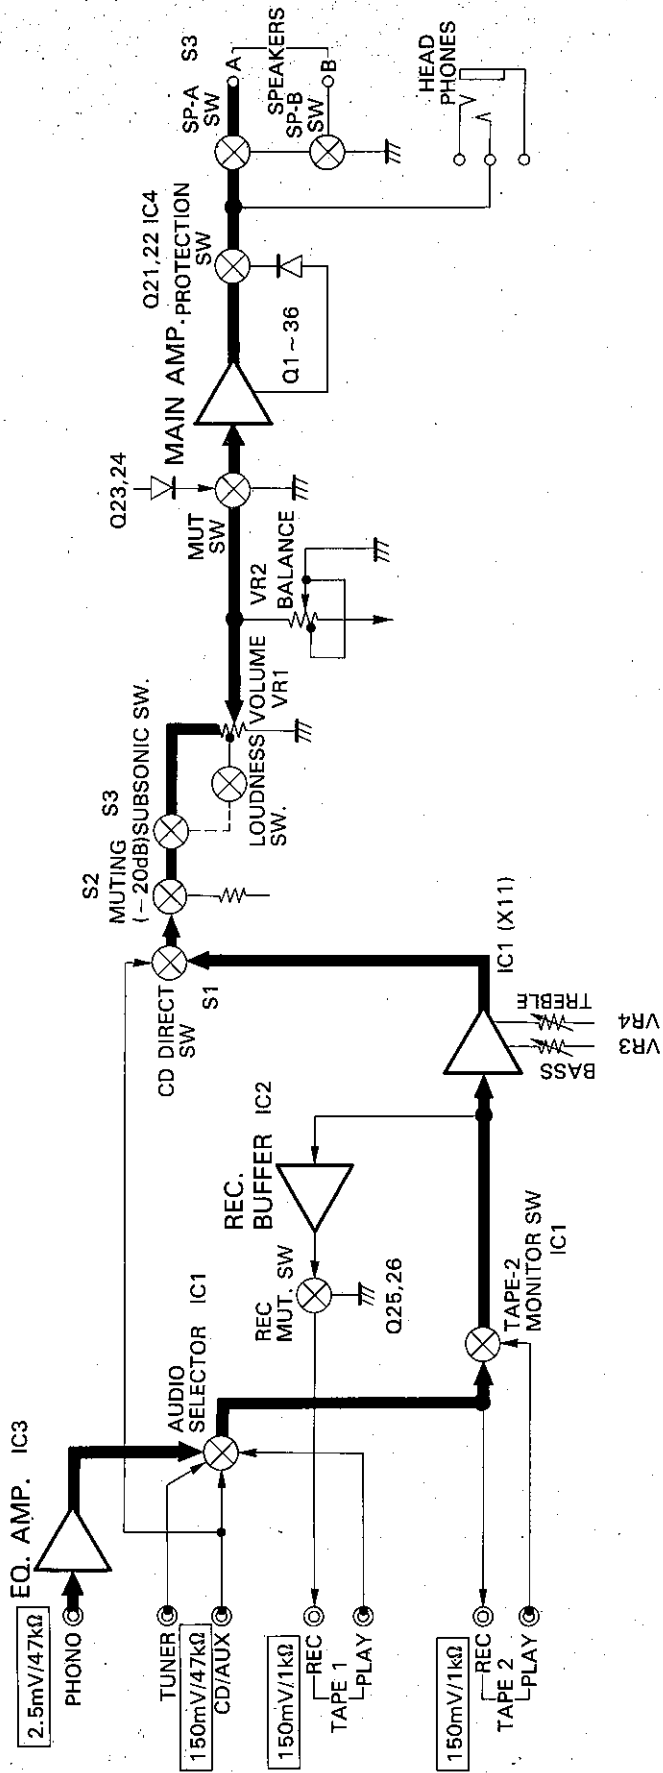 2.5mV/47kΩ
PHONO
EQ. AMP. IC3
TUNER
150mV/47kΩ
CD/AUX
AUDIO
SELECTOR IC1
150mV/1kΩ
REC
TAPE 1
PLAY
REC
MUT. SW
Q25,26
REC.
BUFFER IC2
150mV/1kΩ
REC
TAPE 2
PLAY
TAPE-2
MONITOR SW
IC1
BASS
VR3
TREBLE
VR4
IC1 (X11)
CD DIRECT
SW
S1
S2
MUTING
(−20dB)
S3
SUBSONIC SW.
LOUDNESS
SW.
VOLUME
VR1
VR2
BALANCE
MUT
SW
Q23,24
MAIN AMP.
Q1~36
Q21,22 IC4
PROTECTION
SW
SP-A
SW
S3
A
SPEAKERS
B
SP-B
SW
HEAD
PHONES